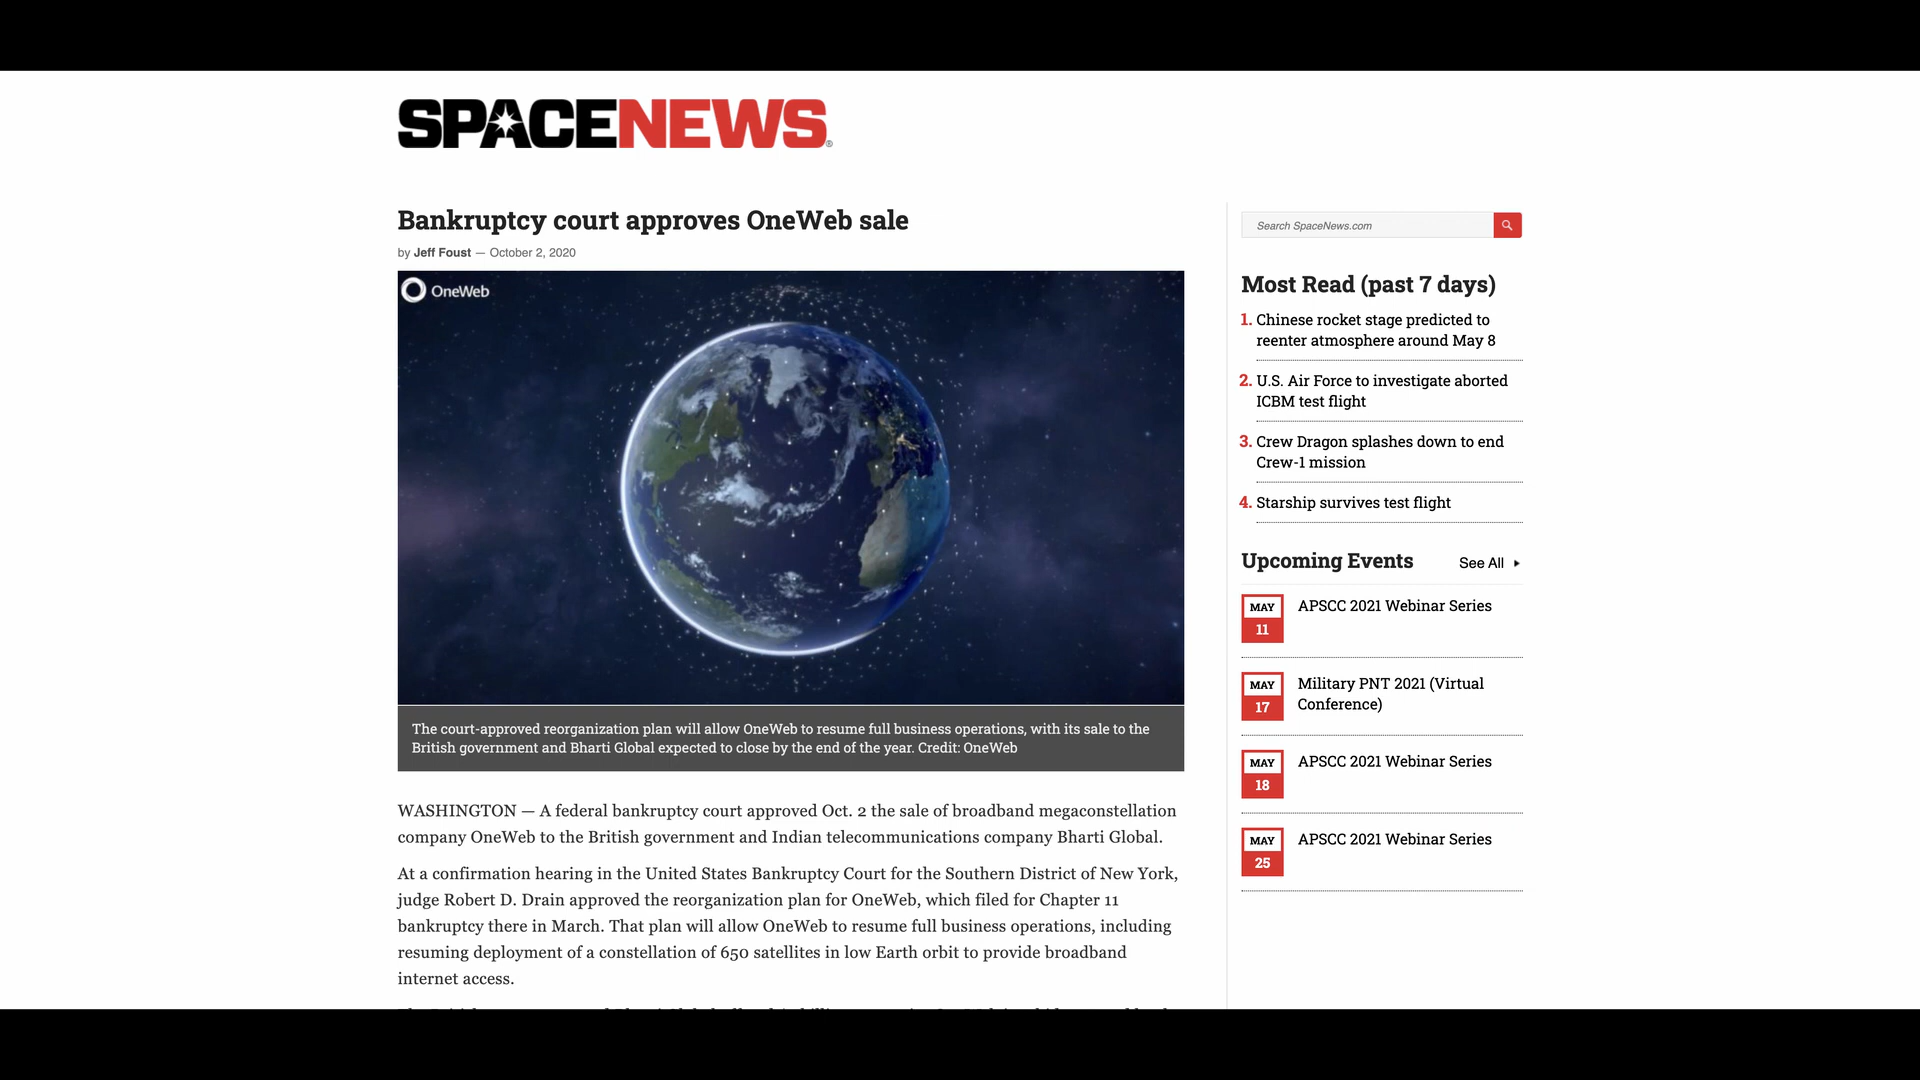 SPACENEWS®
Bankruptcy court approves OneWeb sale
by Jeff Foust — October 2, 2020
OneWeb
The court-approved reorganization plan will allow OneWeb to resume full business operations, with its sale to the
British government and Bharti Global expected to close by the end of the year. Credit: OneWeb
WASHINGTON — A federal bankruptcy court approved Oct. 2 the sale of broadband megaconstellation
company OneWeb to the British government and Indian telecommunications company Bharti Global.
At a confirmation hearing in the United States Bankruptcy Court for the Southern District of New York,
judge Robert D. Drain approved the reorganization plan for OneWeb, which filed for Chapter 11
bankruptcy there in March. That plan will allow OneWeb to resume full business operations, including
resuming deployment of a constellation of 650 satellites in low Earth orbit to provide broadband
internet access.
Search SpaceNews.com
Most Read (past 7 days)
1. Chinese rocket stage predicted to
reenter atmosphere around May 8
2. U.S. Air Force to investigate aborted
ICBM test flight
3. Crew Dragon splashes down to end
Crew-1 mission
4. Starship survives test flight
Upcoming Events See All
MAY
11
APSCC 2021 Webinar Series
MAY
17
Military PNT 2021 (Virtual
Conference)
MAY
18
APSCC 2021 Webinar Series
MAY
25
APSCC 2021 Webinar Series